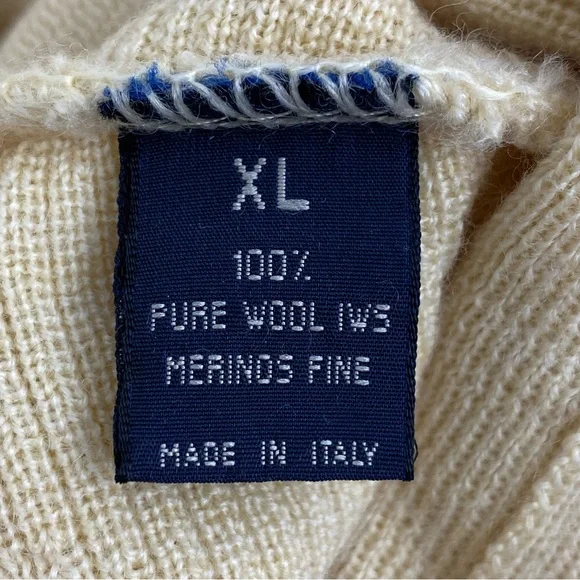 XL
100%
PURE WOOL IWS
MERINOS FINE
MADE IN ITALY